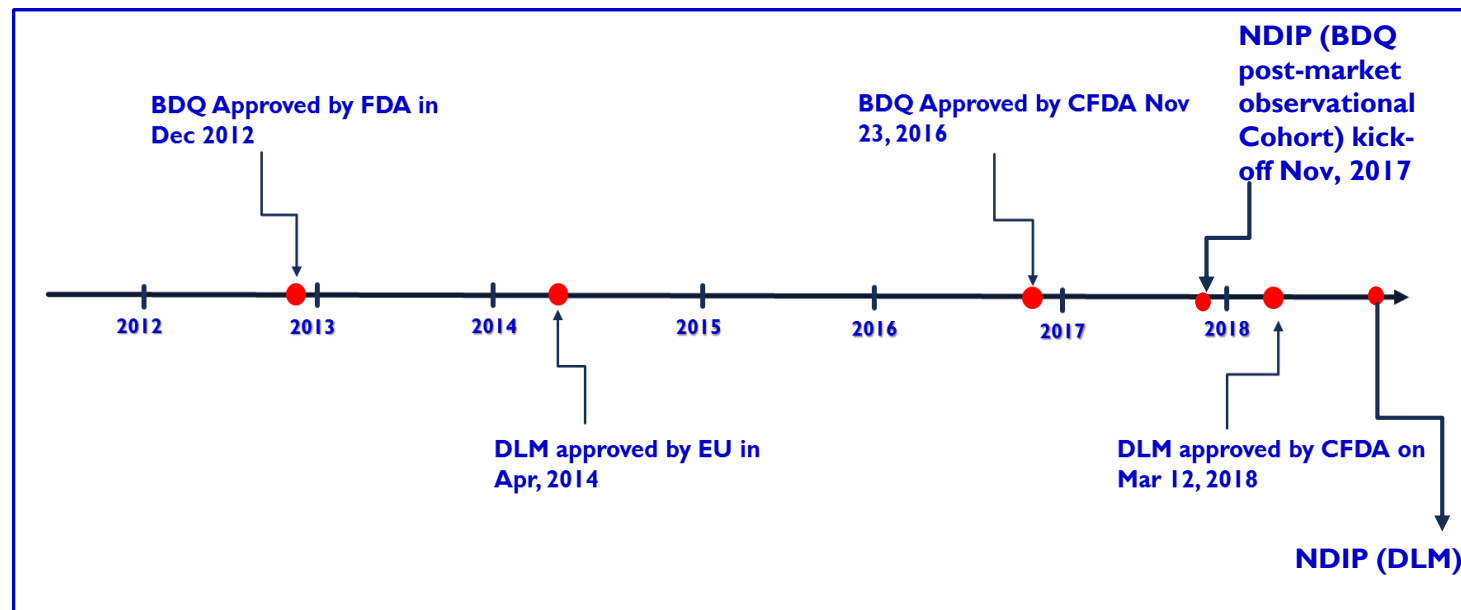 BDQ Approved by FDA in
Dec 2012
BDQ Approved by CFDA Nov
23, 2016
NDIP (BDQ
post-market
observational
Cohort) kick-
off Nov, 2017
2012
2013
2014
2015
2016
2017
2018
DLM approved by EU in
Apr, 2014
DLM approved by CFDA on
Mar 12, 2018
NDIP (DLM)